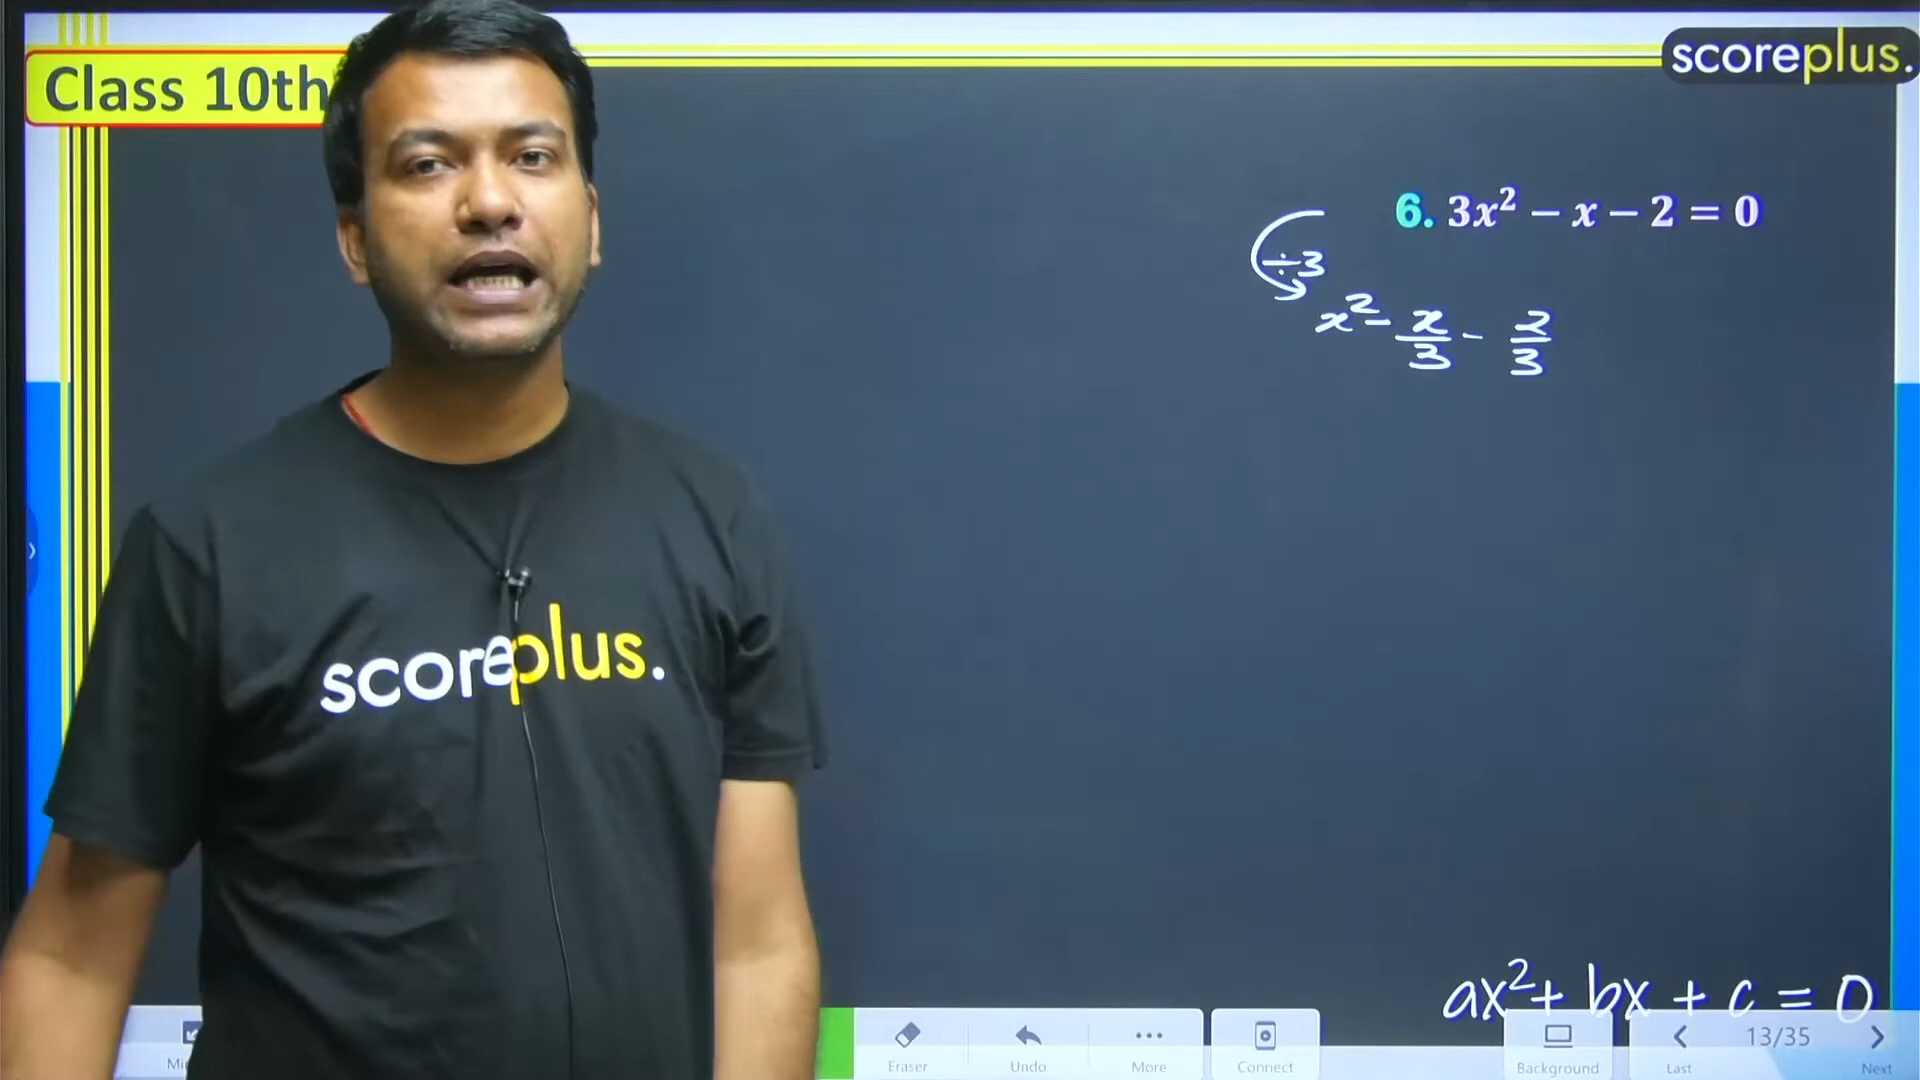 Class 10th
scoreplus.
6. 3x² − x − 2 = 0
÷3
x² - x/3 - 2/3
scoreplus.
ax² + bx + c = 0
Eraser
Undo
More
Connect
Background
Last
13/35
Next